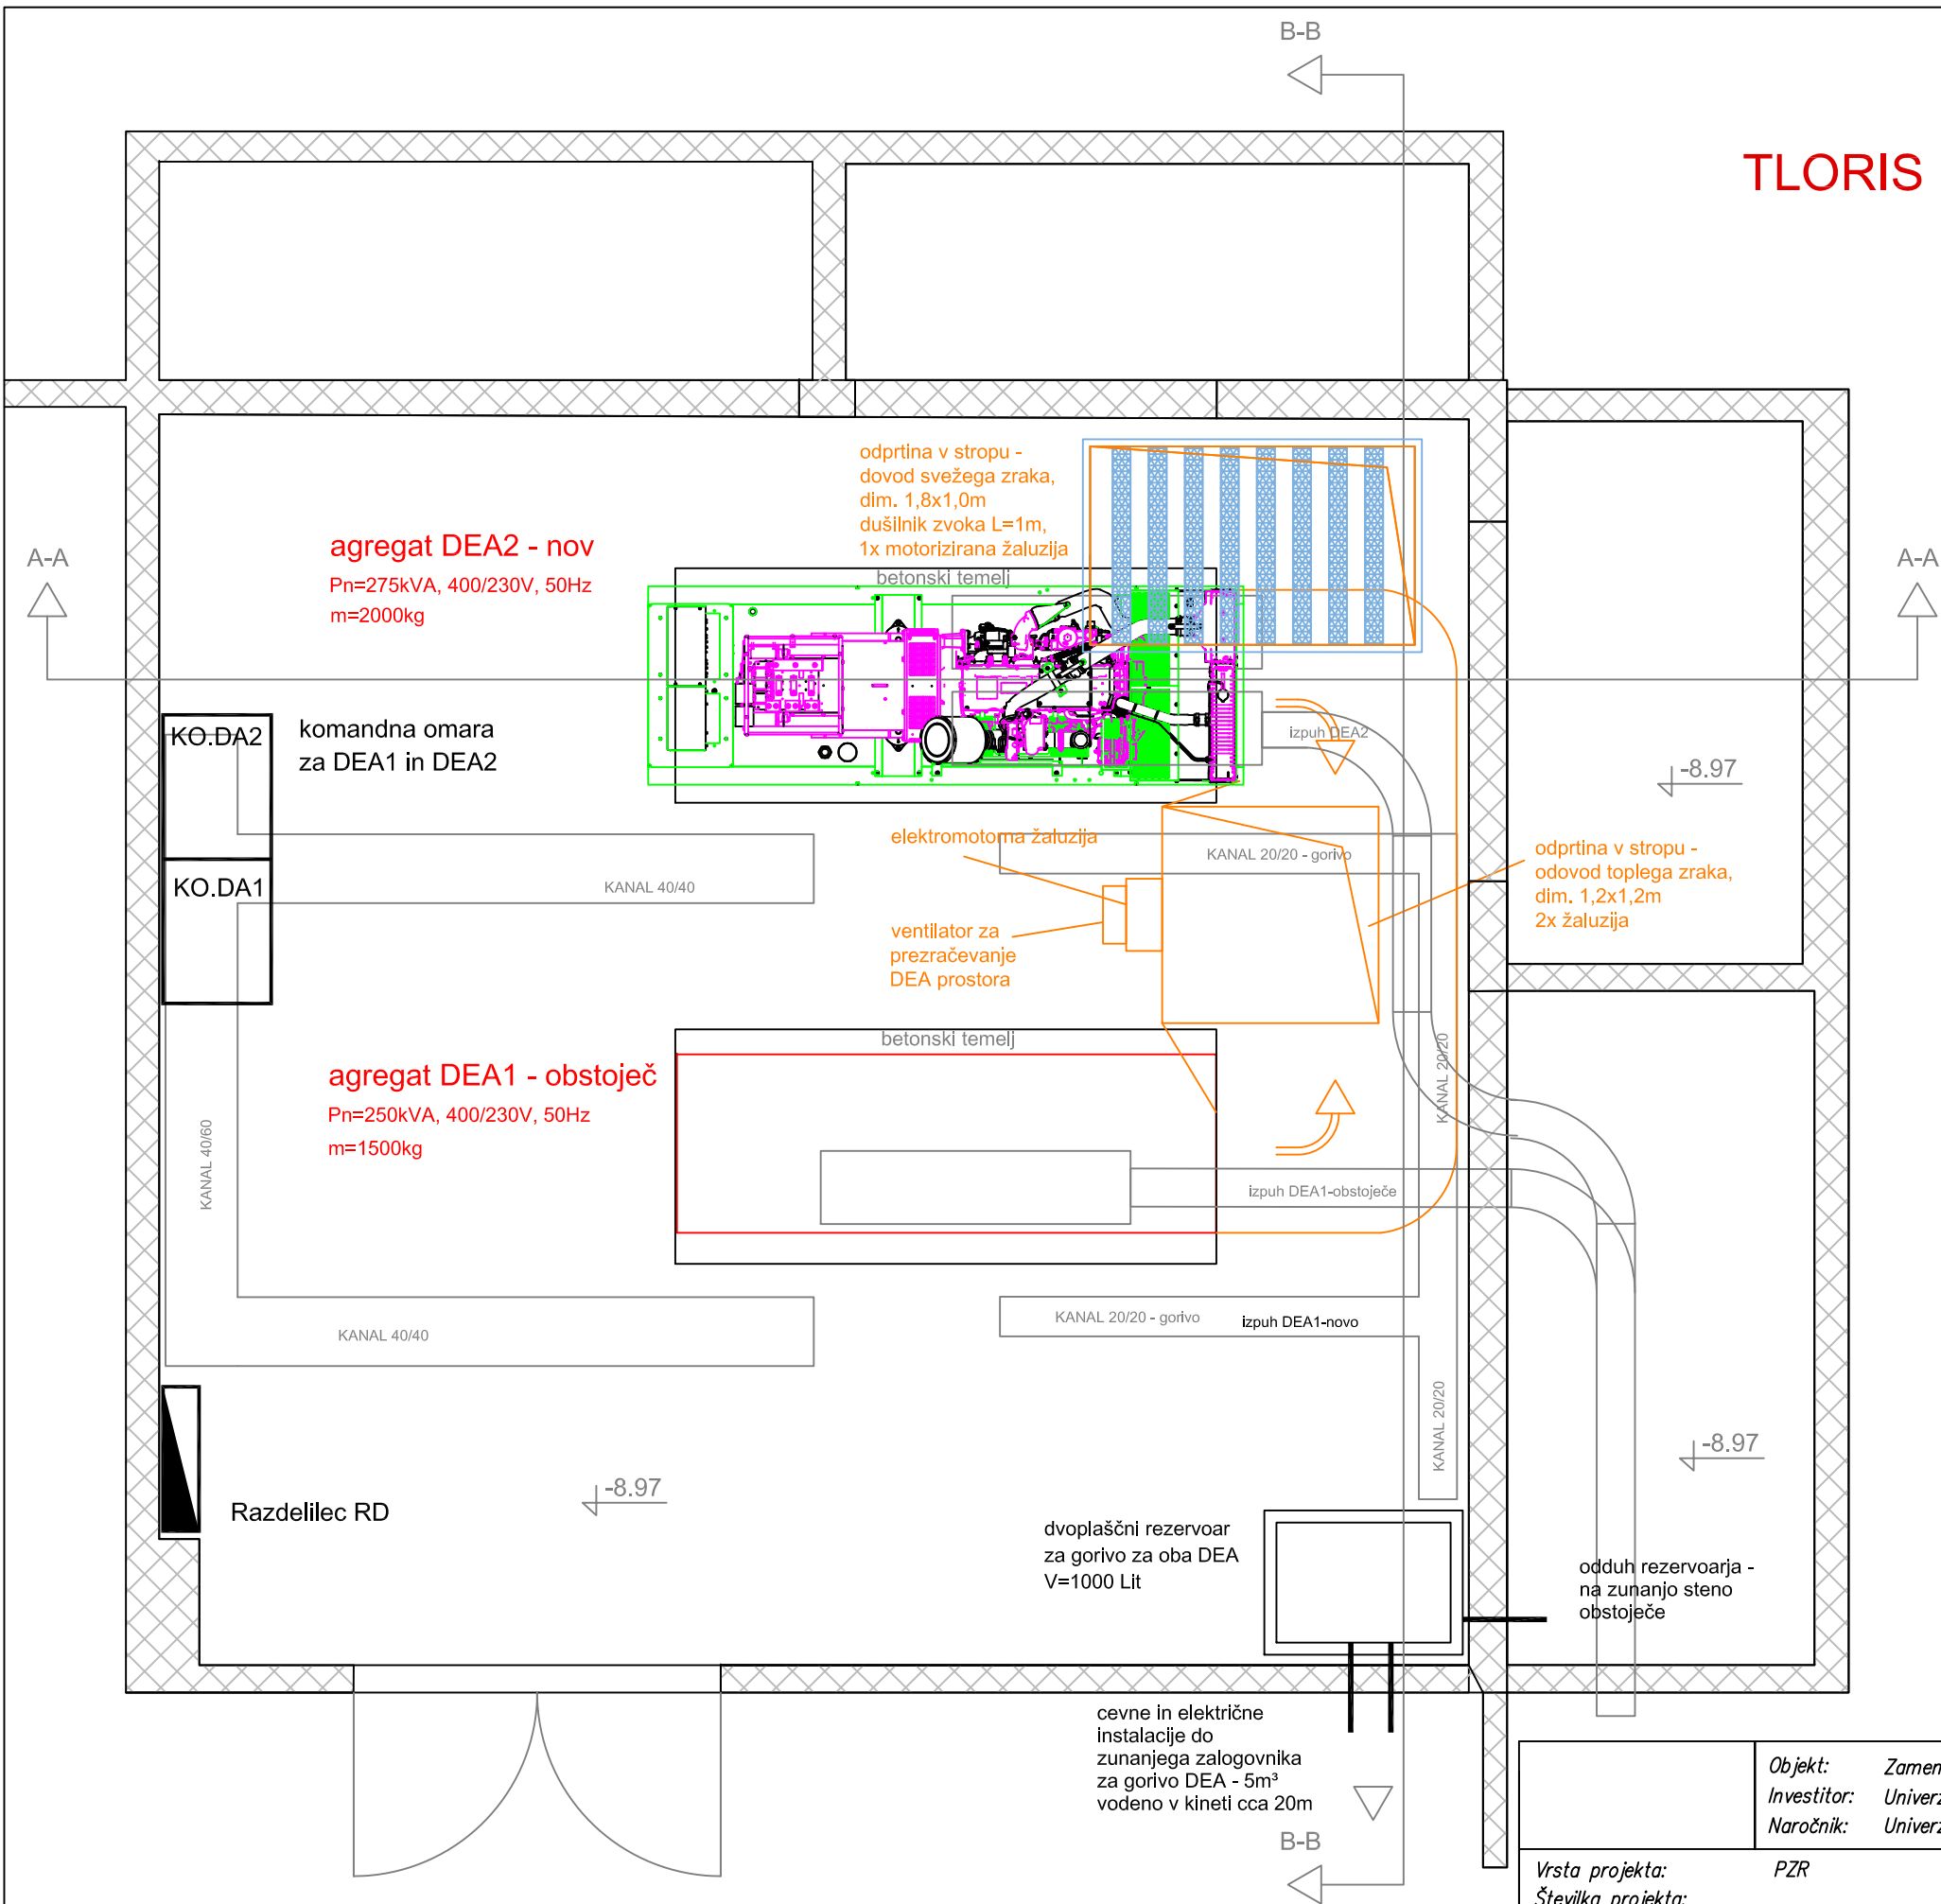 B-B
TLORIS
odprtina v stropu -
dovod svežega zraka,
dim. 1,8x1,0m
dušilnik zvoka L=1m,
1x motorizirana žaluzija
agregat DEA2 - nov
Pn=275kVA, 400/230V, 50Hz
m=2000kg
A-A
A-A
betonski temelj
KO.DA2
komandna omara
za DEA1 in DEA2
izpuh DEA2
-8.97
elektromotorna žaluzija
KANAL 20/20 - gorivo
odprtina v stropu -
odovod toplega zraka,
dim. 1,2x1,2m
2x žaluzija
KO.DA1
KANAL 40/40
ventilator za
prezračevanje
DEA prostora
betonski temelj
agregat DEA1 - obstoječ
Pn=250kVA, 400/230V, 50Hz
m=1500kg
KANAL 40/60
KANAL 20/20
izpuh DEA1-obstoječe
KANAL 40/40
KANAL 20/20 - gorivo
izpuh DEA1-novo
KANAL 20/20
-8.97
-8.97
Razdelilec RD
dvoplaščni rezervoar
za gorivo za oba DEA
V=1000 Lit
odduh rezervoarja -
na zunanjo steno
obstoječe
cevne in električne
instalacije do
zunanjega zalogovnika
za gorivo DEA - 5m³
vodeno v kineti cca 20m
B-B
Objekt: Zamen
Investitor: Univerz
Naročnik: Univerz
Vrsta projekta: PZR
Številka projekta: